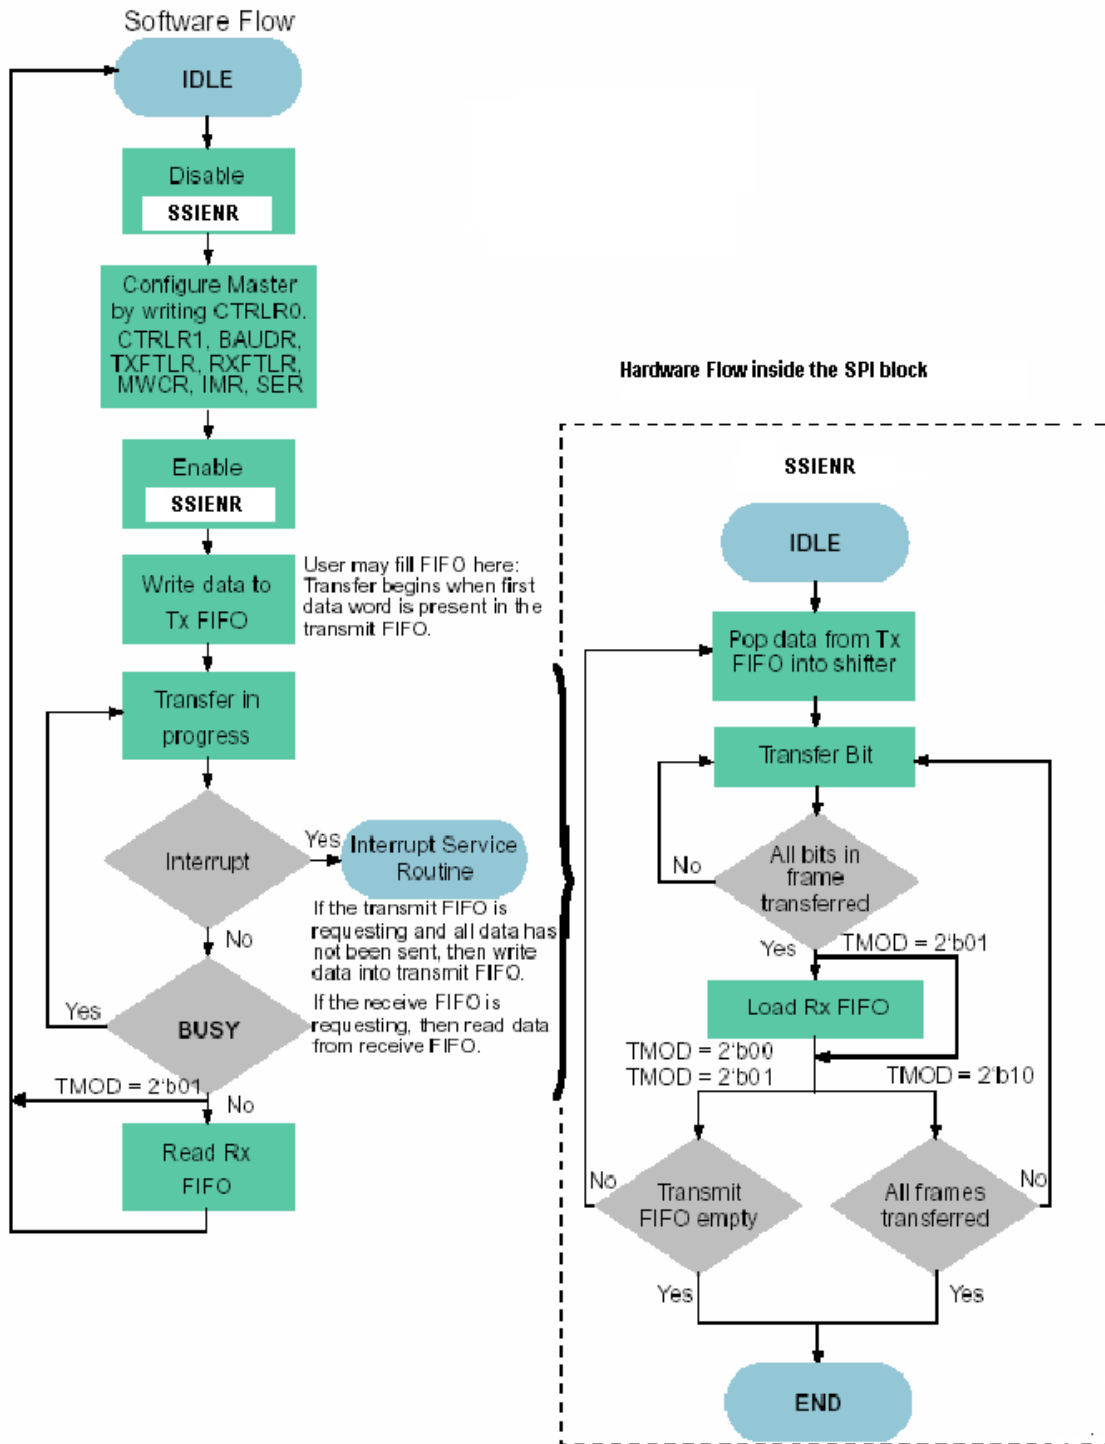 Software Flow
IDLE
Disable
SSIENR
Configure Master
by writing CTRLR0.
CTRLR1, BAUDR,
TXFTLR, RXFTLR,
MWCR, IMR, SER
Enable
SSIENR
Write data to
Tx FIFO
User may fill FIFO here:
Transfer begins when first
data word is present in the
transmit FIFO.
Transfer in
progress
Interrupt
Yes
Interrupt Service
Routine
If the transmit FIFO is
requesting and all data has
not been sent, then write
data into transmit FIFO.
If the receive FIFO is
requesting, then read data
from receive FIFO.
No
Yes
BUSY
TMOD = 2'b01
No
Read Rx
FIFO
Hardware Flow inside the SPI block
SSIENR
IDLE
Pop data from Tx
FIFO into shifter
Transfer Bit
No
All bits in
frame
transferred
Yes
TMOD = 2'b01
Load Rx FIFO
TMOD = 2'b00
TMOD = 2'b01
TMOD = 2'b10
No
Transmit
FIFO empty
All frames
transferred
No
Yes
Yes
END